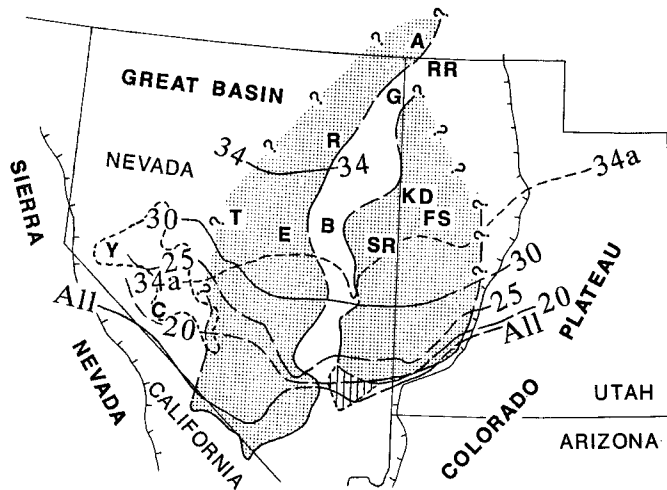 ?
A
?
RR
GREAT BASIN
?
G ?
R
?
34 34
?
SIERRA
NEVADA
34a
?
KD
30
? T
FS
?
E
B
Y
SR
?
25
34a
30
?
All
C
20
25
20
All
PLATEAU
NEVADA
CALIFORNIA
COLORADO
UTAH
ARIZONA